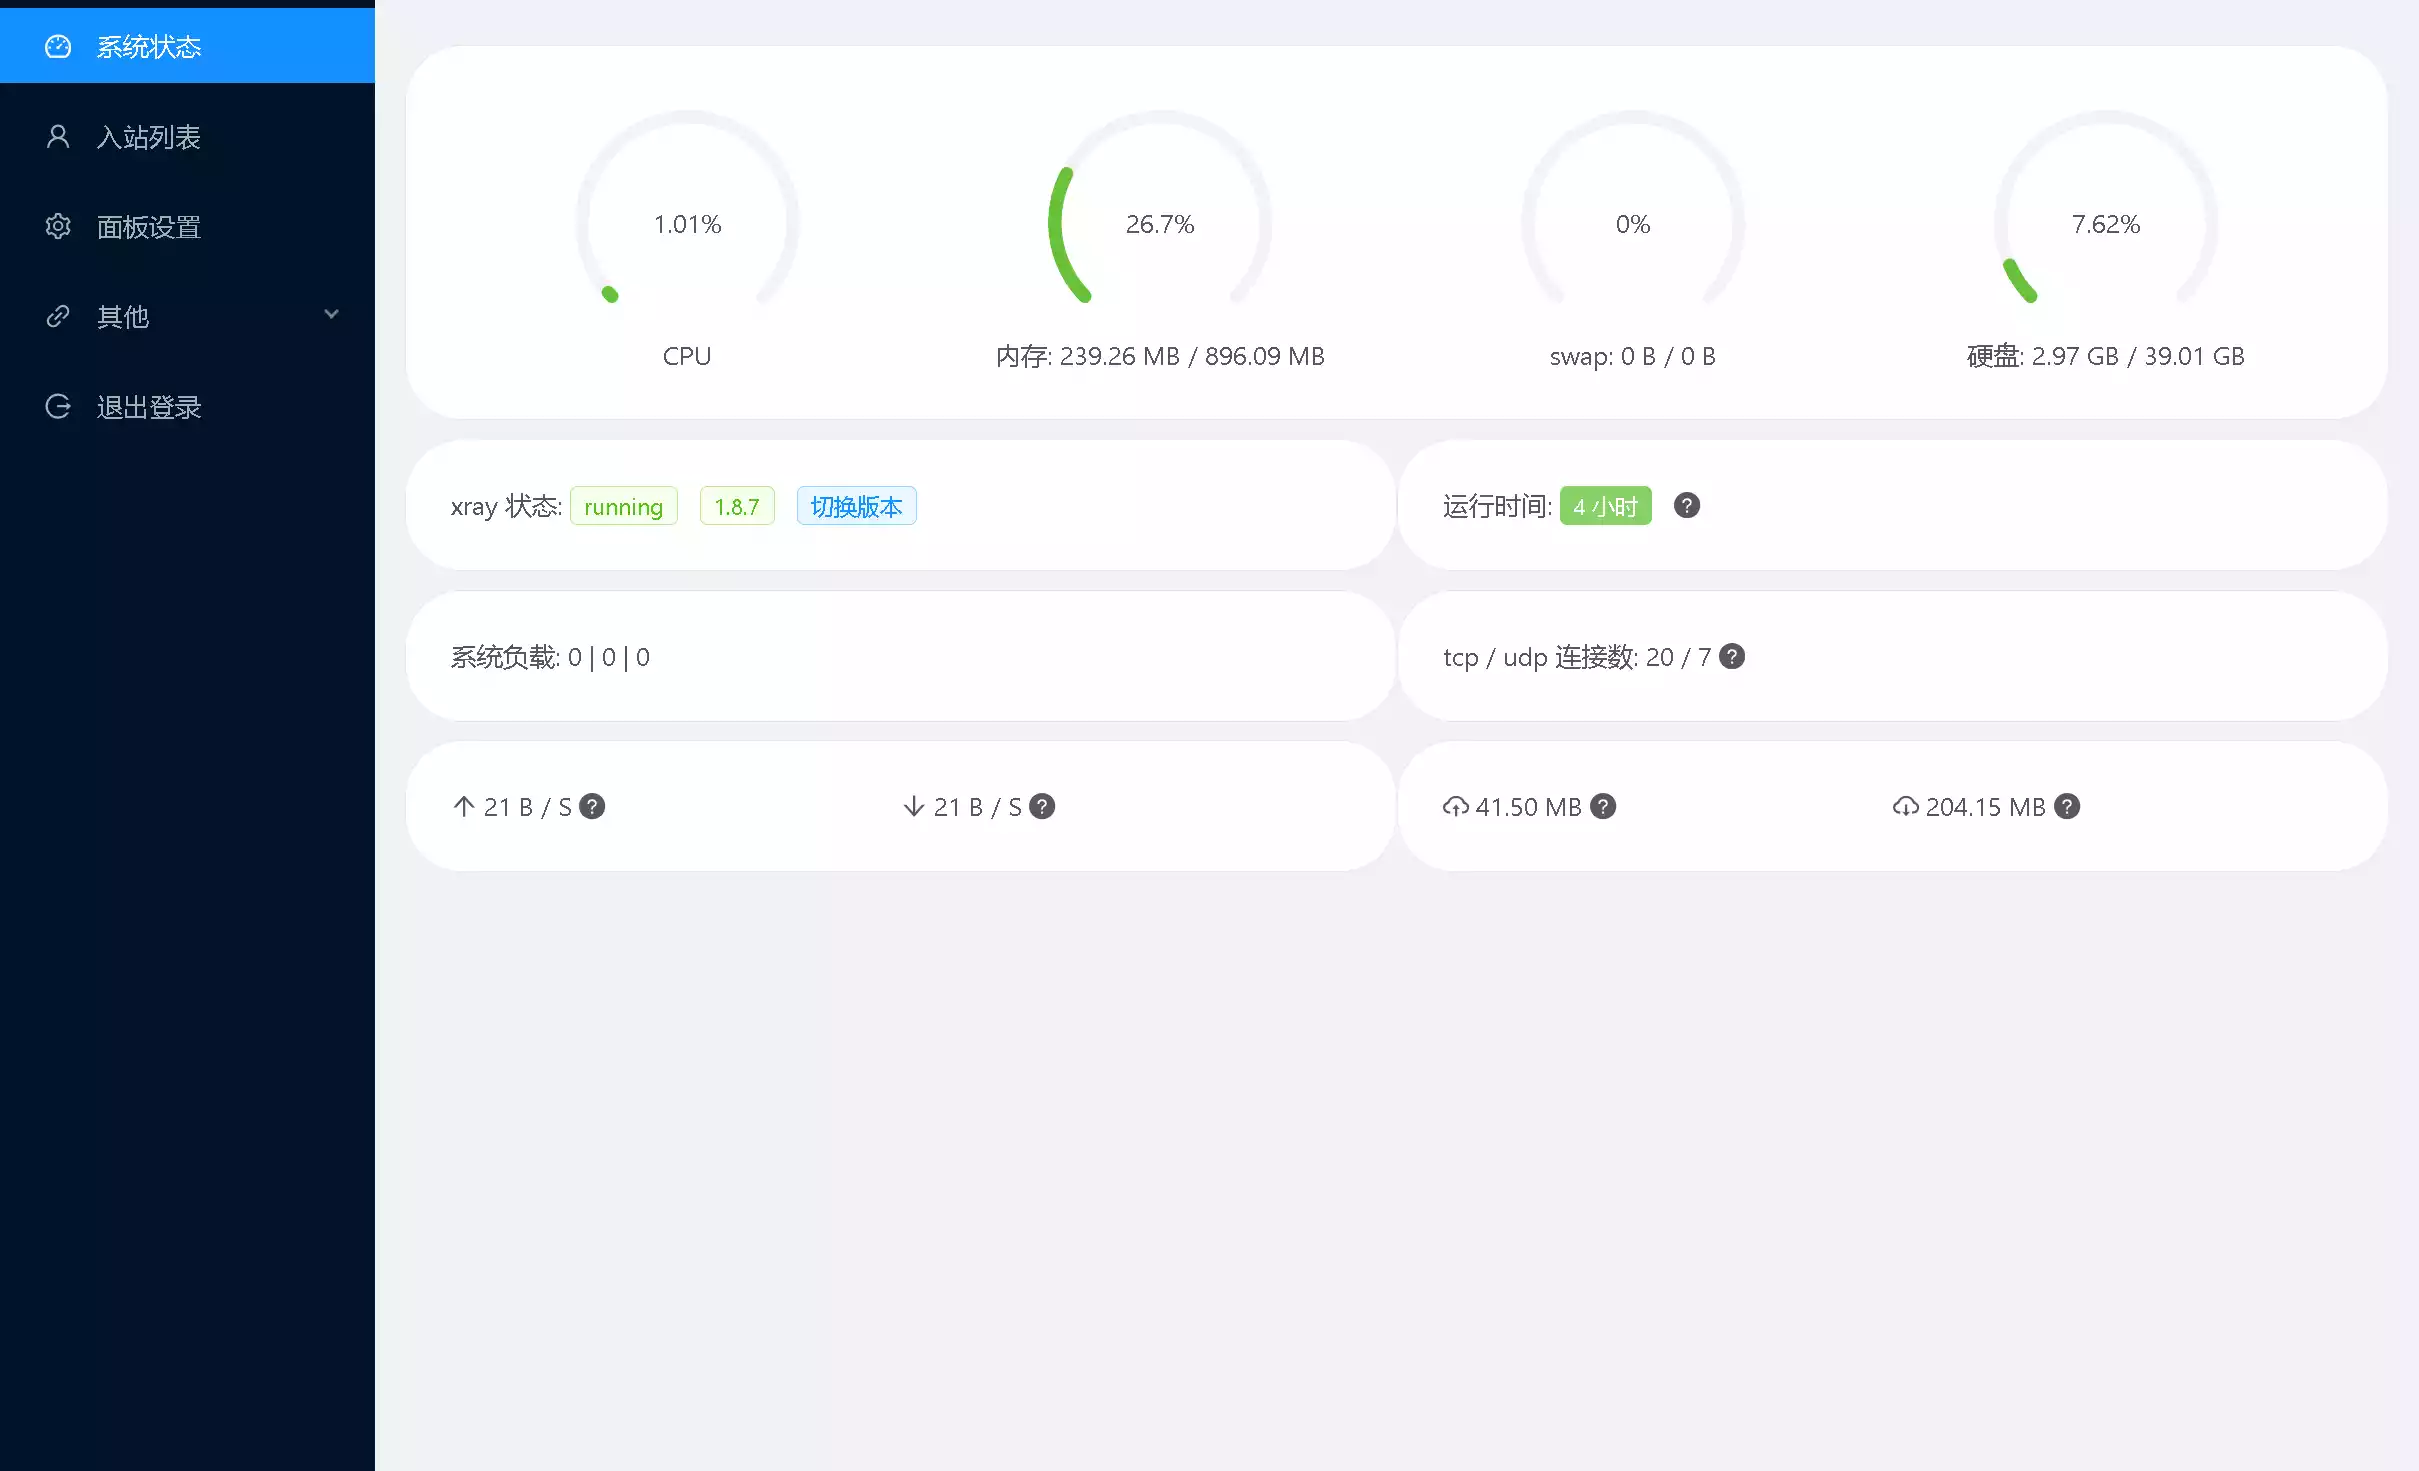 系统状态
入站列表
面板设置
其他
退出登录
1.01%
26.7%
0%
7.62%
CPU
内存: 239.26 MB / 896.09 MB
swap: 0 B / 0 B
硬盘: 2.97 GB / 39.01 GB
xray 状态: running 1.8.7 切换版本
运行时间: 4 小时 ?
系统负载: 0 | 0 | 0
tcp / udp 连接数: 20 / 7 ?
21 B / S ?
21 B / S ?
41.50 MB ?
204.15 MB ?